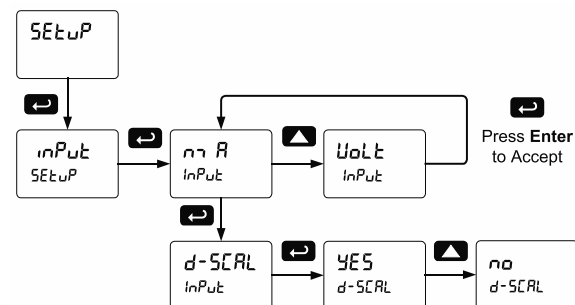 SEtuP
inPut
SEtuP
mA
InPut
VoLt
InPut
Press Enter
to Accept
d-SCAL
InPut
YES
d-SCAL
no
d-SCAL